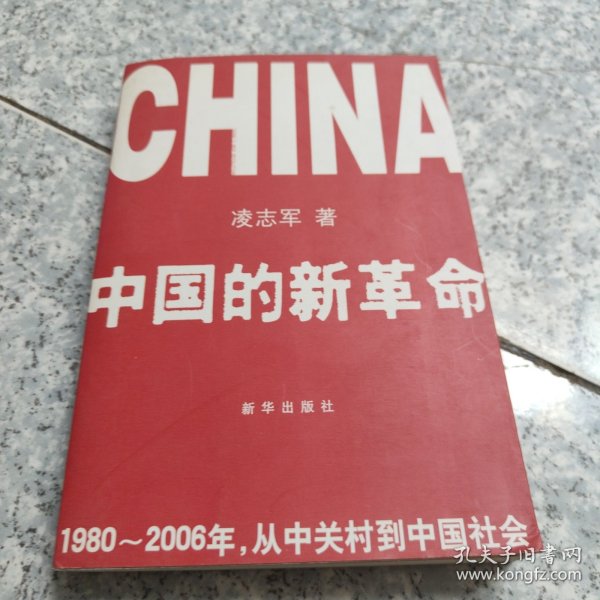 CHINA
凌志军 著
中国的新革命
新华出版社
1980～2006年，从中关村到中国社会
孔夫子旧书网
www.kongfz.com